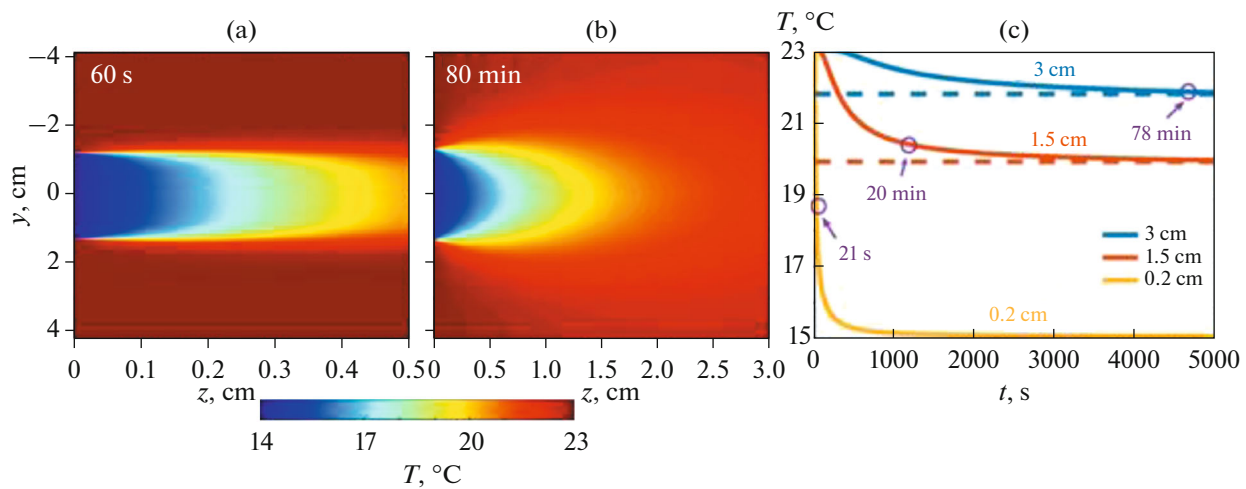 (a)
(b)
T, °C
(c)
−4
−2
0
2
4
y, cm
60 s
0
0.1
0.2
0.3
0.4
0.5
z, cm
80 min
0
0.5
1.0
1.5
2.0
2.5
3.0
z, cm
14
17
20
23
T, °C
23
21
19
17
15
3 cm
78 min
1.5 cm
20 min
21 s
3 cm
1.5 cm
0.2 cm
0.2 cm
0
1000
2000
3000
4000
5000
t, s